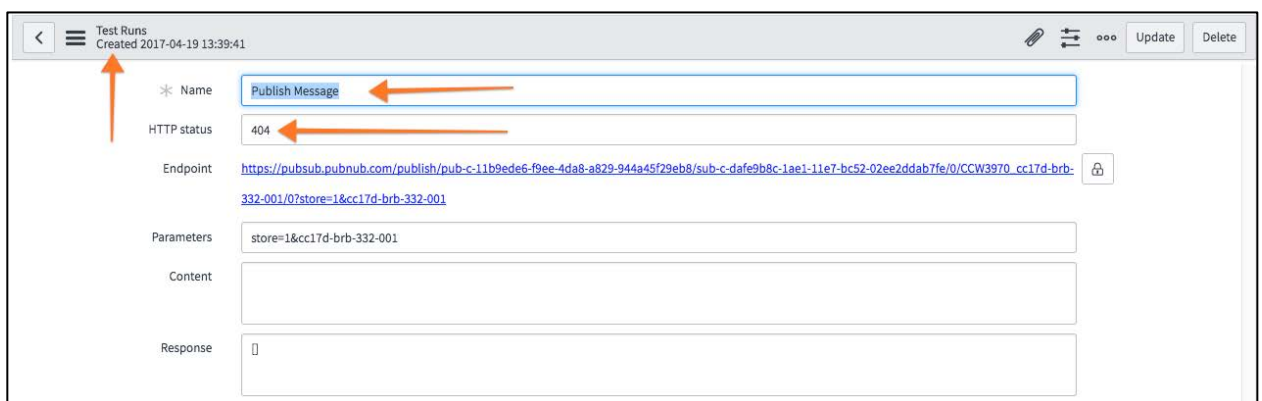 Test Runs
Created 2017-04-19 13:39:41
Update
Delete
Name
Publish Message
HTTP status
404
Endpoint
https://pubsub.pubnub.com/publish/pub-c-11b9ede6-f9ee-4da8-a829-944a45f29eb8/sub-c-dafe9b8c-1ae1-11e7-bc52-02ee2ddab7fe/0/CCW3970_cc17d-brb-
332-001/0?store=1&cc17d-brb-332-001
Parameters
store=1&cc17d-brb-332-001
Content
Response
[]